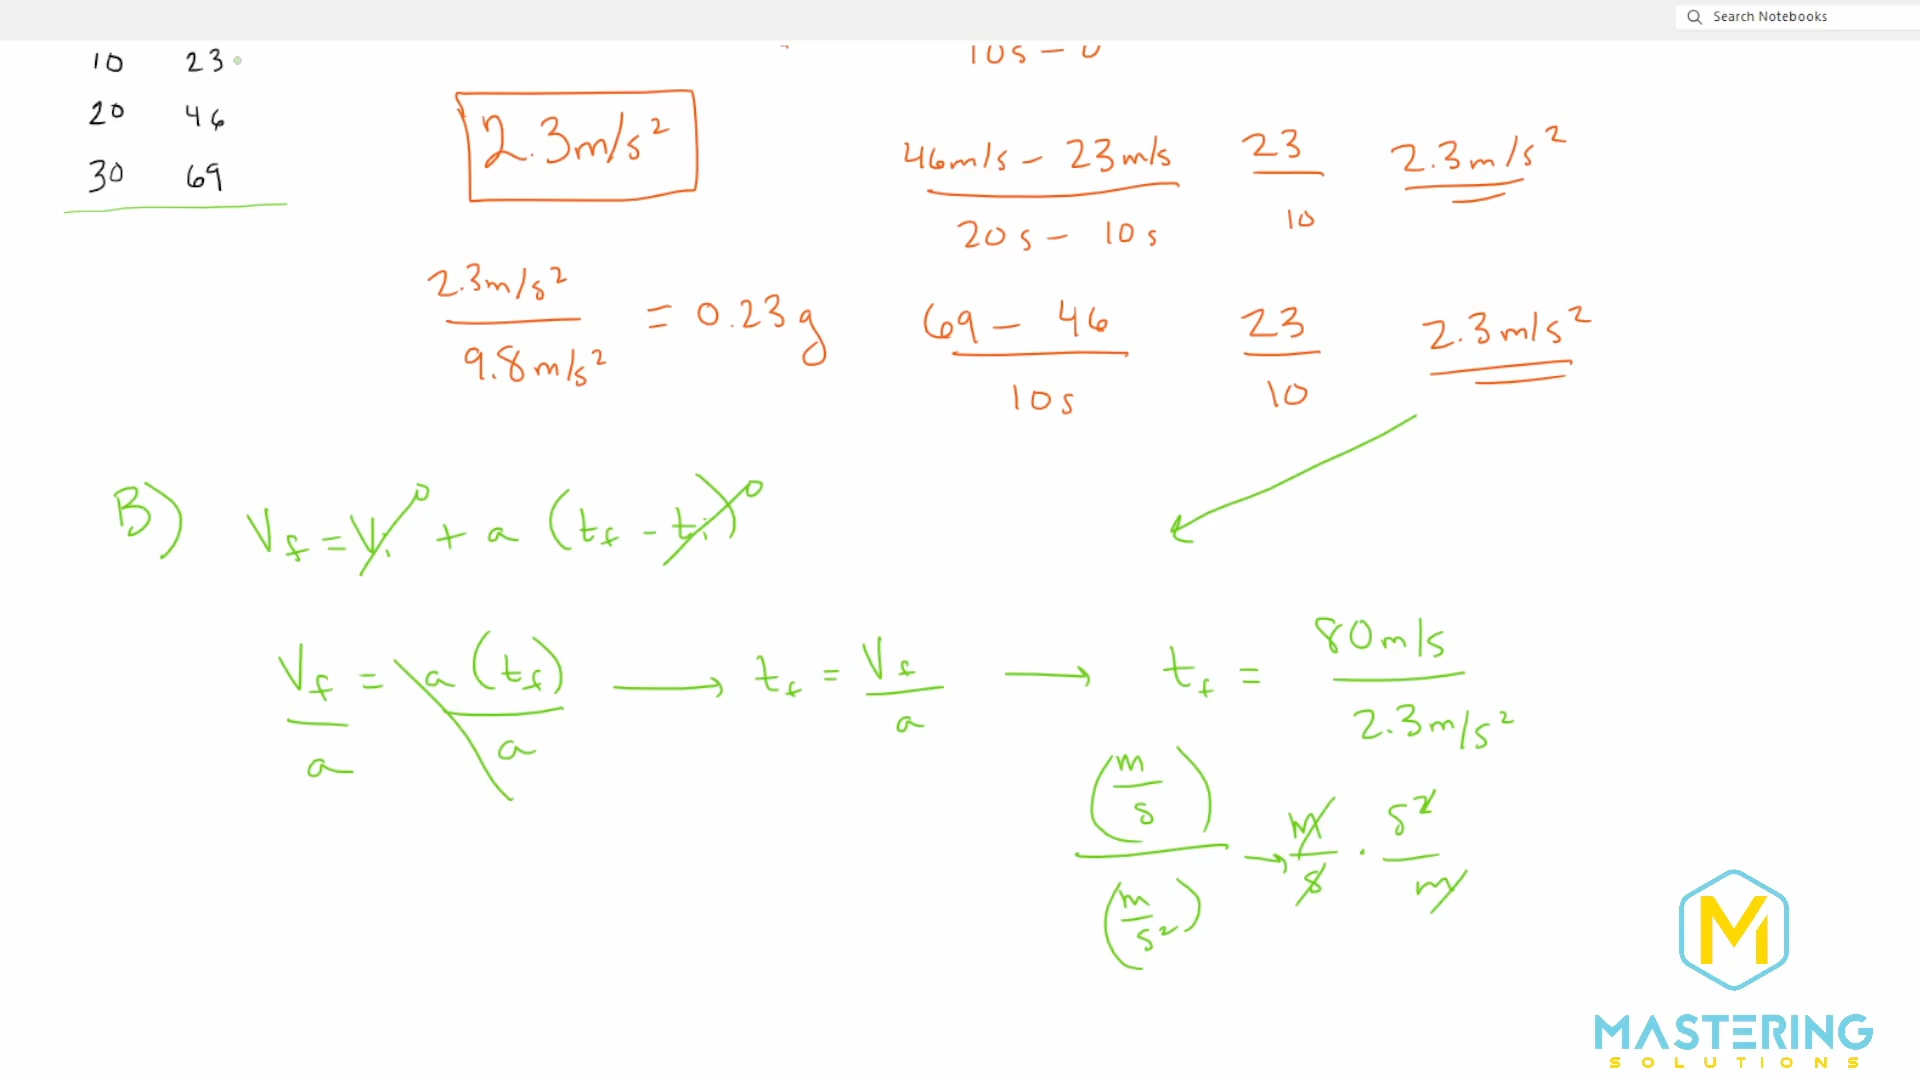 Search Notebooks
10 23
20 46
30 69
2.3m/s²
10s - 0
46m/s - 23m/s 23 2.3m/s²
20s - 10s 10
2.3m/s² = 0.23g
9.8m/s²
69 - 46 23 2.3m/s²
10s 10
B) Vf = Vi 0 + a (tf - ti) 0
Vf = a (tf) → tf = Vf → tf = 80m/s
a a a 2.3m/s²
(m/s) → m/s · s²/m
(m/s²)
MASTERING
SOLUTIONS